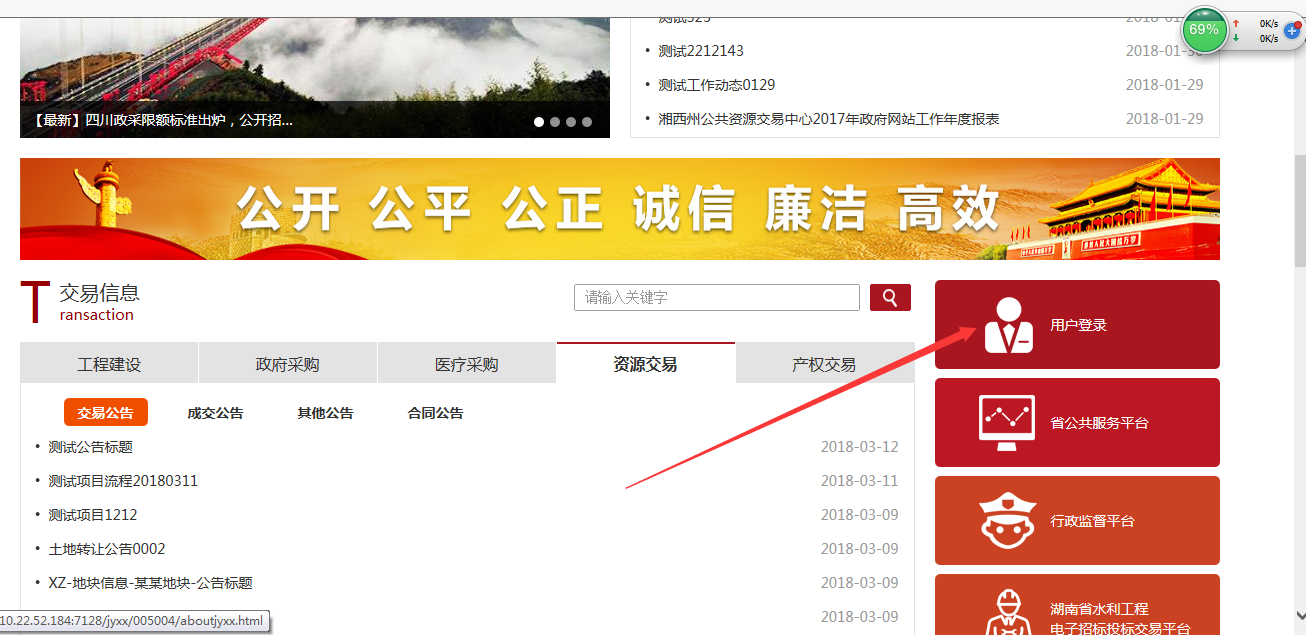 测试525
2018-01-30
测试2212143
2018-01-30
测试工作动态0129
2018-01-29
湘西州公共资源交易中心2017年政府网站工作年度报表
2018-01-29
69%
0K/s
0K/s
【最新】四川政采限额标准出炉，公开招...
公开 公平 公正 诚信 廉洁 高效
T 交易信息
ransaction
请输入关键字
用户登录
工程建设 政府采购 医疗采购 资源交易 产权交易
交易公告 成交公告 其他公告 合同公告
省公共服务平台
测试公告标题 2018-03-12
测试项目流程20180311 2018-03-11
测试项目1212 2018-03-09
行政监督平台
土地转让公告0002 2018-03-09
XZ-地块信息-某某地块-公告标题 2018-03-09
2018-03-09
湖南省水利工程
电子招标投标交易平台
10.22.52.184:7128/jyxx/005004/aboutjyxx.html